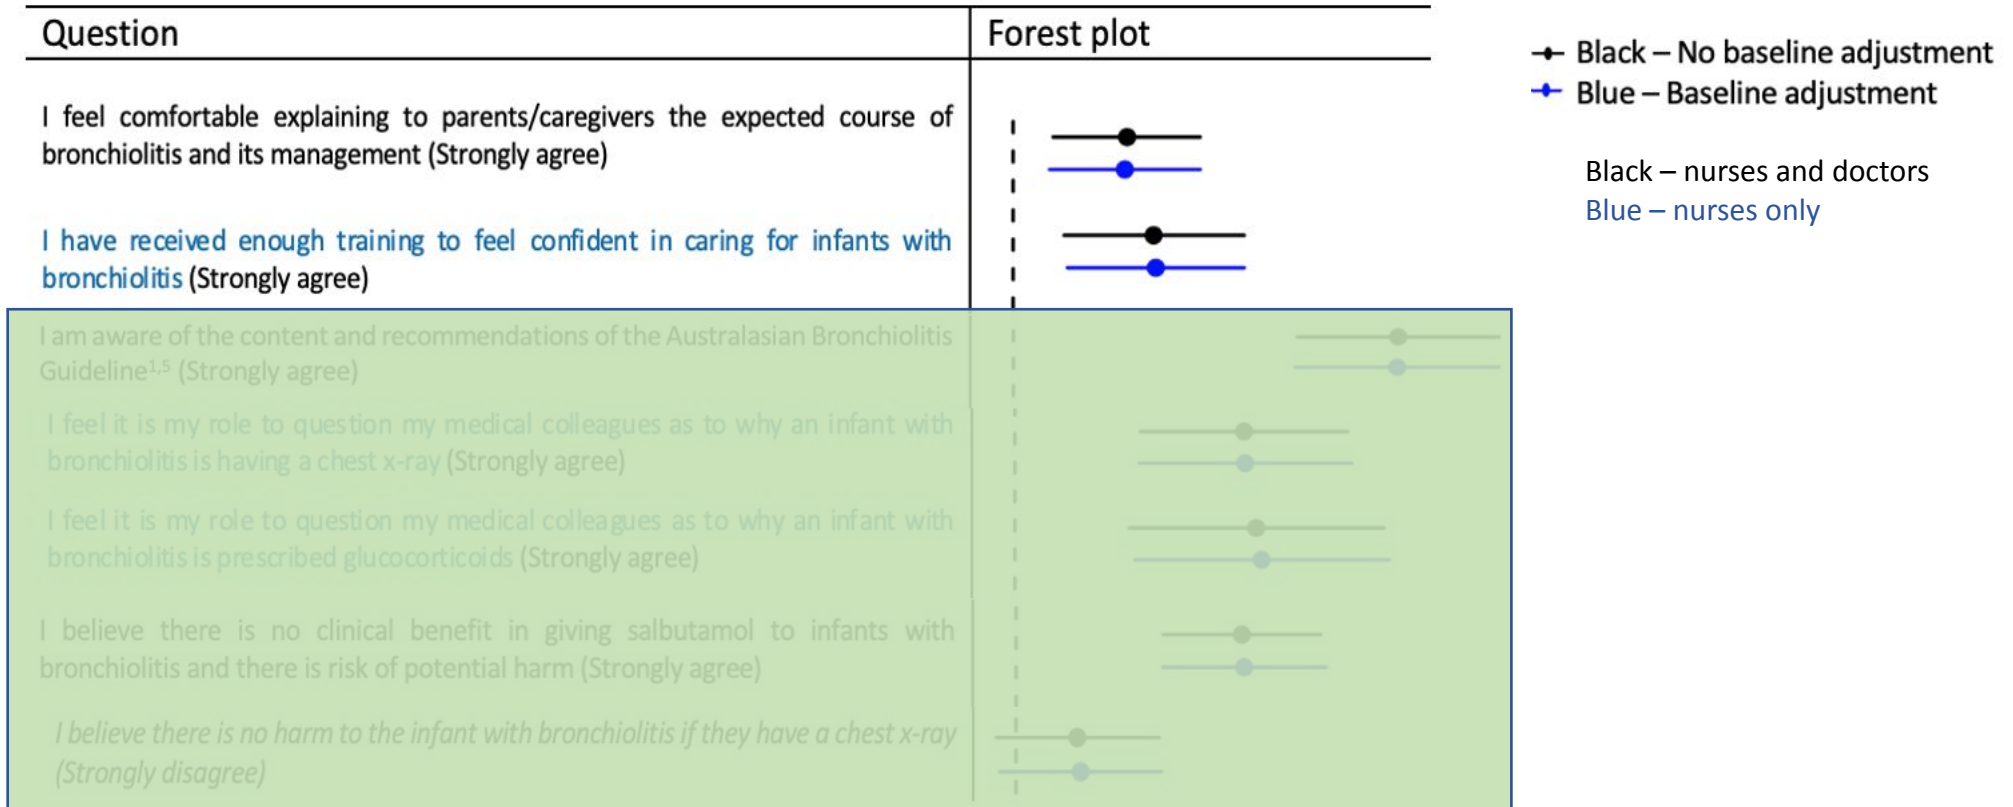 Question
Forest plot
Black – No baseline adjustment
Blue – Baseline adjustment
Black – nurses and doctors
Blue – nurses only
I feel comfortable explaining to parents/caregivers the expected course of
bronchiolitis and its management (Strongly agree)
I have received enough training to feel confident in caring for infants with
bronchiolitis (Strongly agree)
I am aware of the content and recommendations of the Australasian Bronchiolitis
Guideline1,5 (Strongly agree)
I feel it is my role to question my medical colleagues as to why an infant with
bronchiolitis is having a chest x-ray (Strongly agree)
I feel it is my role to question my medical colleagues as to why an infant with
bronchiolitis is prescribed glucocorticoids (Strongly agree)
I believe there is no clinical benefit in giving salbutamol to infants with
bronchiolitis and there is risk of potential harm (Strongly agree)
I believe there is no harm to the infant with bronchiolitis if they have a chest x-ray
(Strongly disagree)